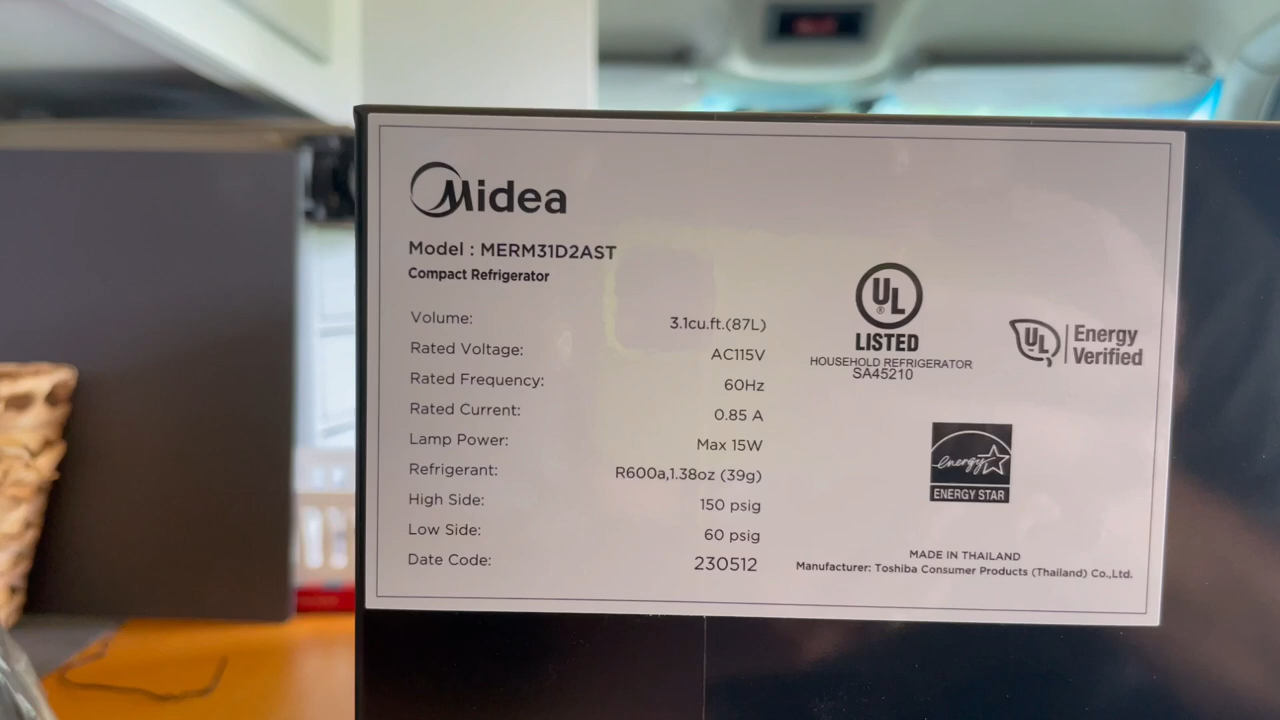 Midea
Model : MERM31D2AST
Compact Refrigerator
Volume: 3.1cu.ft.(87L)
Rated Voltage: AC115V
Rated Frequency: 60Hz
Rated Current: 0.85 A
Lamp Power: Max 15W
Refrigerant: R600a,1.38oz (39g)
High Side: 150 psig
Low Side: 60 psig
Date Code: 230512
UL
®
LISTED
HOUSEHOLD REFRIGERATOR
SA45210
UL Energy
Verified
energy
ENERGY STAR
MADE IN THAILAND
Manufacturer: Toshiba Consumer Products (Thailand) Co.,Ltd.